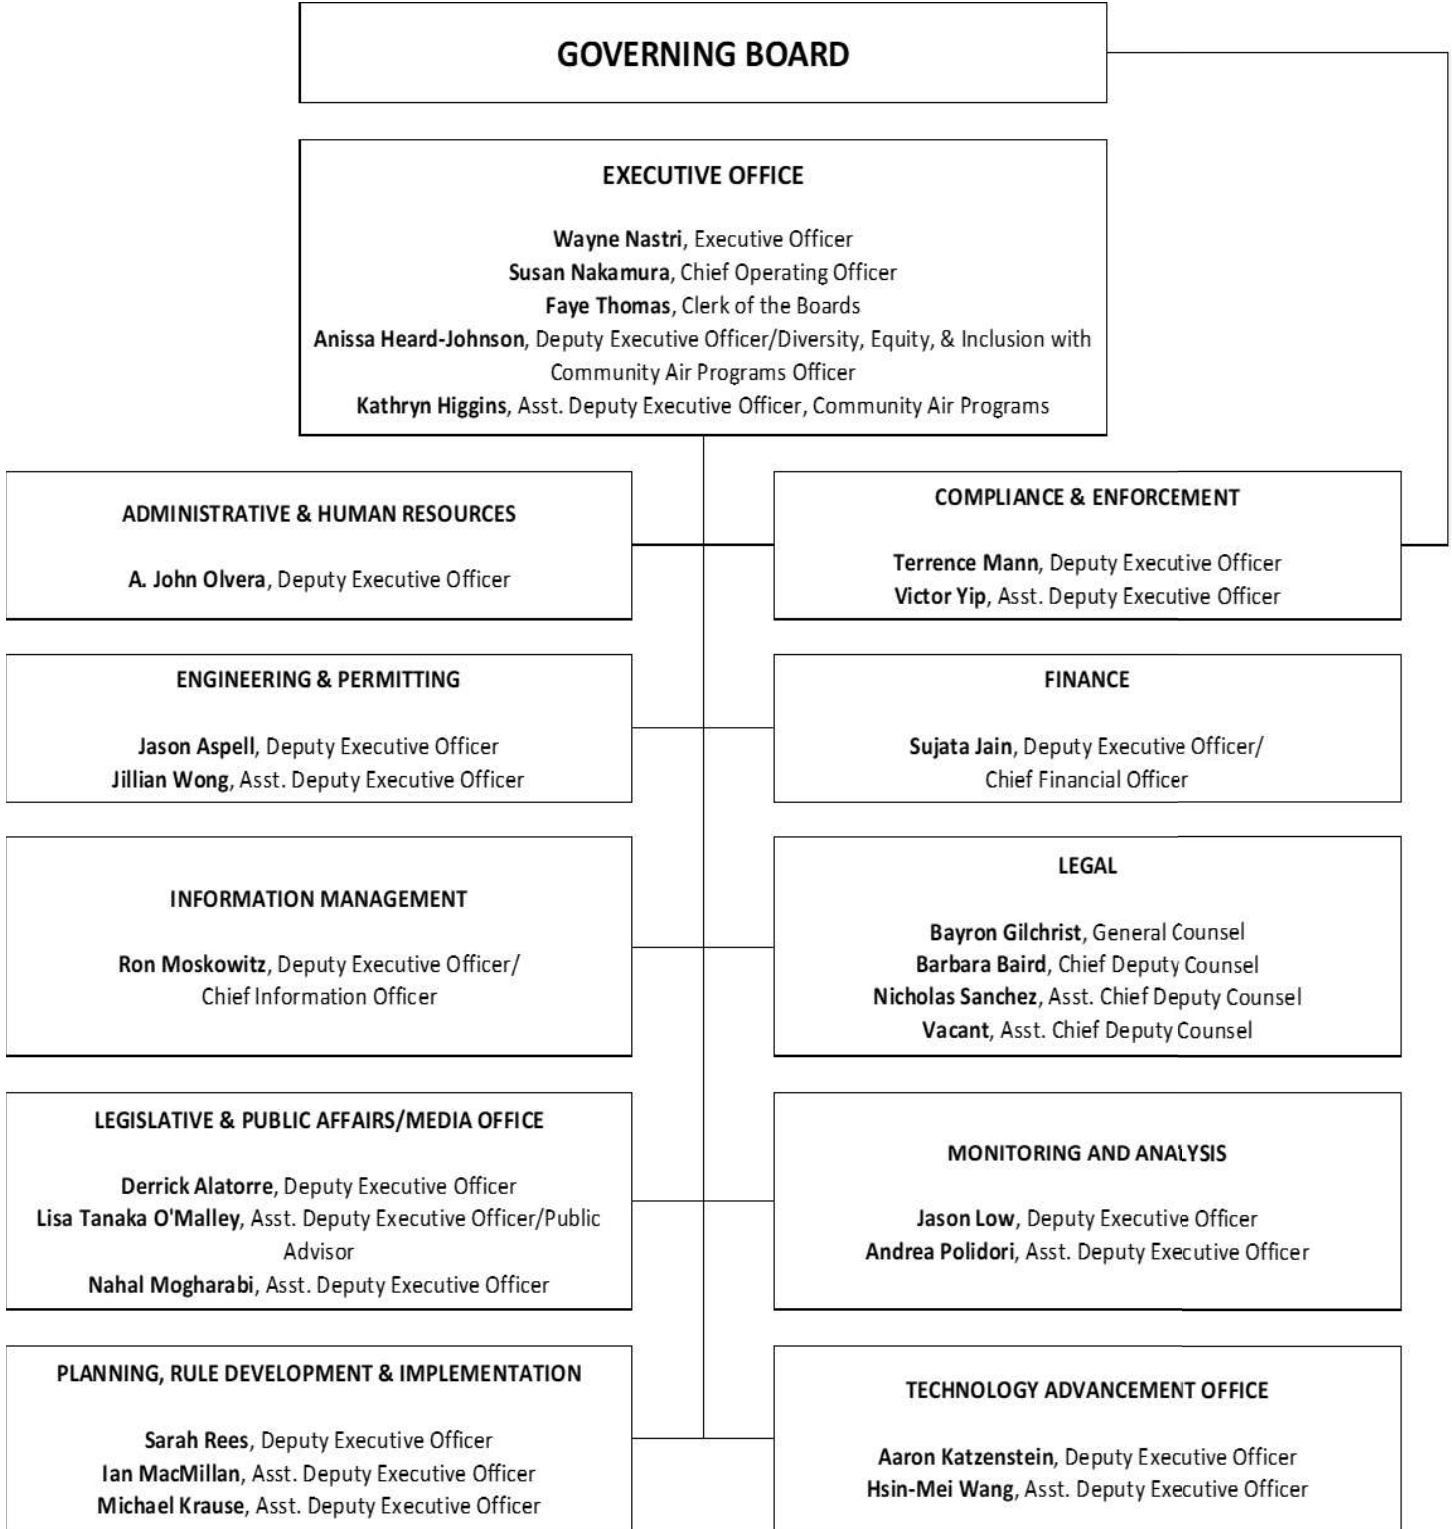 GOVERNING BOARD
EXECUTIVE OFFICE
Wayne Nastri, Executive Officer
Susan Nakamura, Chief Operating Officer
Faye Thomas, Clerk of the Boards
Anissa Heard-Johnson, Deputy Executive Officer/Diversity, Equity, & Inclusion with
Community Air Programs Officer
Kathryn Higgins, Asst. Deputy Executive Officer, Community Air Programs
ADMINISTRATIVE & HUMAN RESOURCES
A. John Olvera, Deputy Executive Officer
COMPLIANCE & ENFORCEMENT
Terrence Mann, Deputy Executive Officer
Victor Yip, Asst. Deputy Executive Officer
ENGINEERING & PERMITTING
Jason Aspell, Deputy Executive Officer
Jillian Wong, Asst. Deputy Executive Officer
FINANCE
Sujata Jain, Deputy Executive Officer/
Chief Financial Officer
INFORMATION MANAGEMENT
Ron Moskowitz, Deputy Executive Officer/
Chief Information Officer
LEGAL
Bayron Gilchrist, General Counsel
Barbara Baird, Chief Deputy Counsel
Nicholas Sanchez, Asst. Chief Deputy Counsel
Vacant, Asst. Chief Deputy Counsel
LEGISLATIVE & PUBLIC AFFAIRS/MEDIA OFFICE
Derrick Alatorre, Deputy Executive Officer
Lisa Tanaka O'Malley, Asst. Deputy Executive Officer/Public
Advisor
Nahal Mogharabi, Asst. Deputy Executive Officer
MONITORING AND ANALYSIS
Jason Low, Deputy Executive Officer
Andrea Polidori, Asst. Deputy Executive Officer
PLANNING, RULE DEVELOPMENT & IMPLEMENTATION
Sarah Rees, Deputy Executive Officer
Ian MacMillan, Asst. Deputy Executive Officer
Michael Krause, Asst. Deputy Executive Officer
TECHNOLOGY ADVANCEMENT OFFICE
Aaron Katzenstein, Deputy Executive Officer
Hsin-Mei Wang, Asst. Deputy Executive Officer